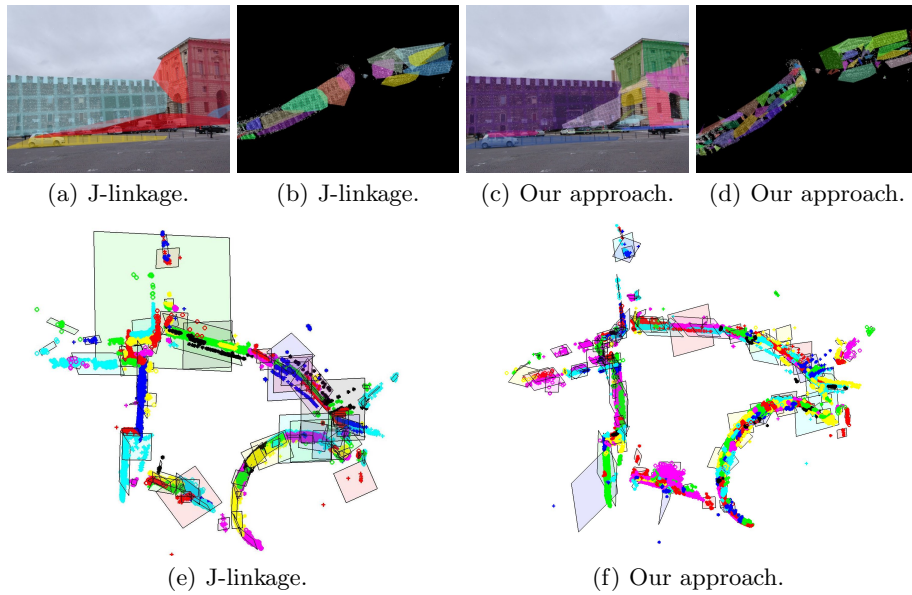 (a) J-linkage.
(b) J-linkage.
(c) Our approach.
(d) Our approach.
(e) J-linkage.
(f) Our approach.